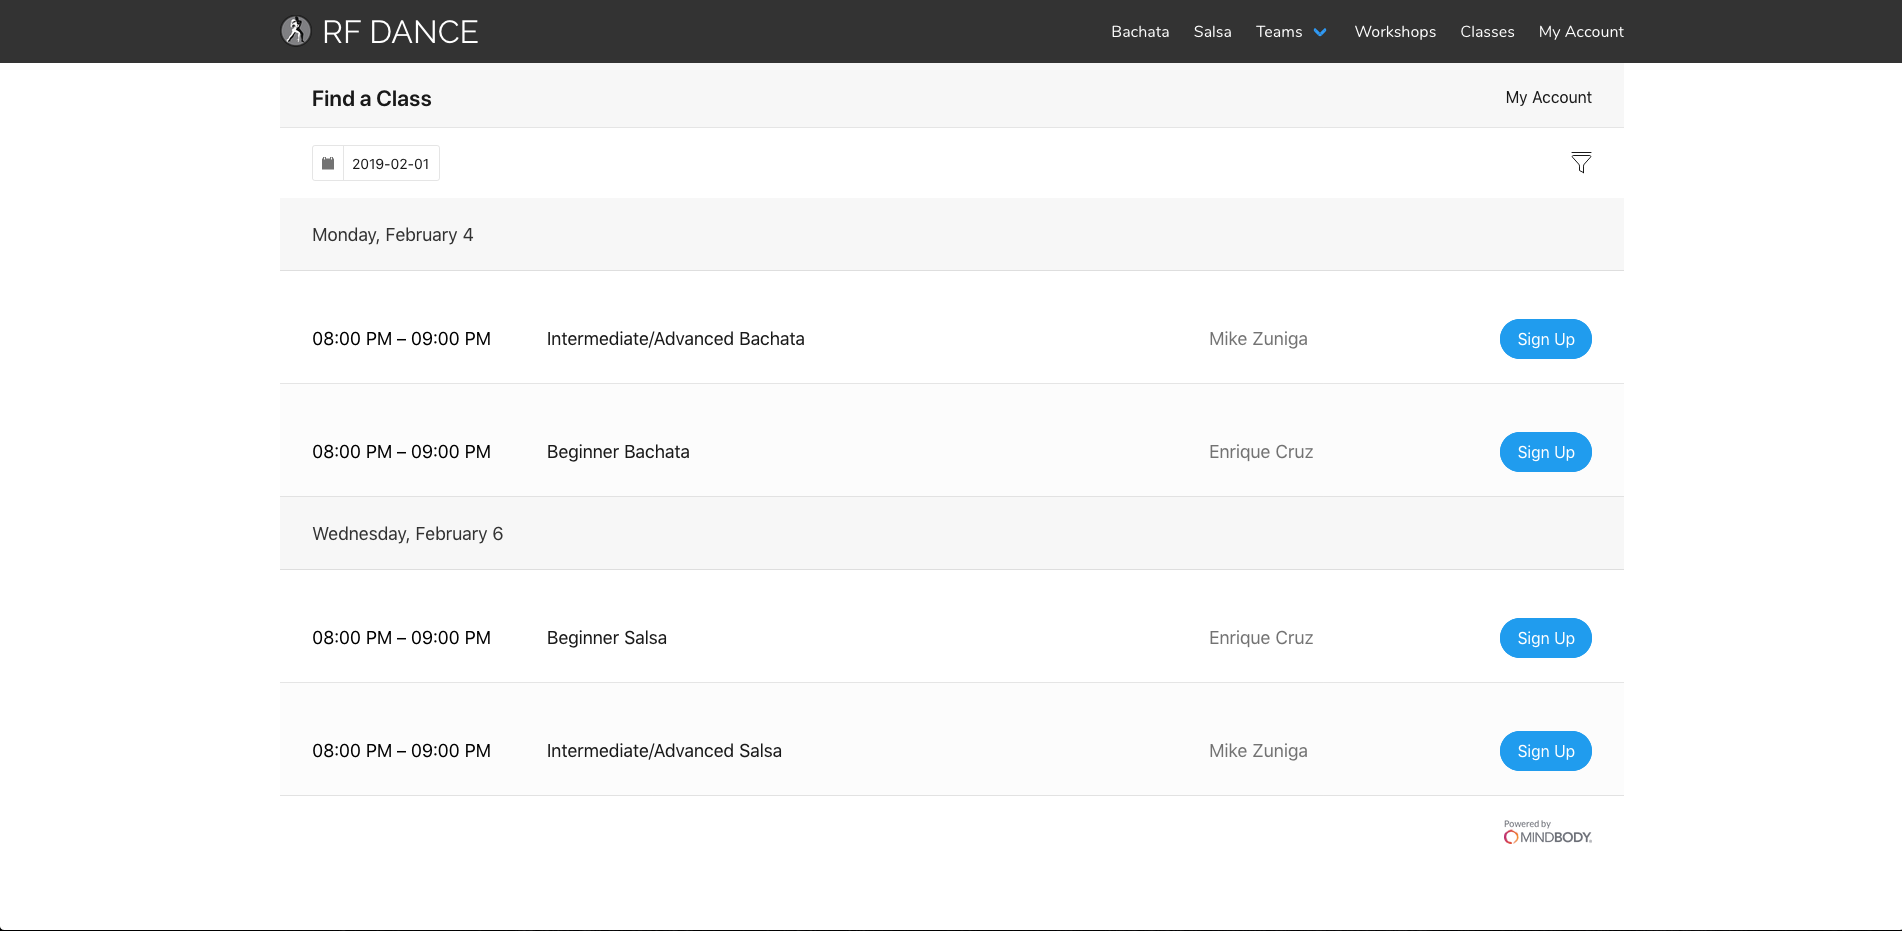 RF DANCE Bachata Salsa Teams Workshops Classes My Account
Find a Class My Account
2019-02-01
Monday, February 4
08:00 PM – 09:00 PM Intermediate/Advanced Bachata Mike Zuniga Sign Up
08:00 PM – 09:00 PM Beginner Bachata Enrique Cruz Sign Up
Wednesday, February 6
08:00 PM – 09:00 PM Beginner Salsa Enrique Cruz Sign Up
08:00 PM – 09:00 PM Intermediate/Advanced Salsa Mike Zuniga Sign Up
Powered by
MINDBODY